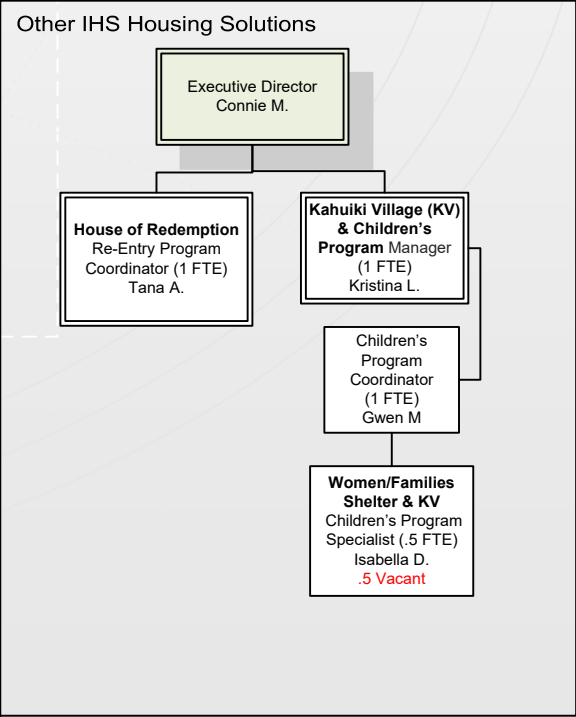 Other IHS Housing Solutions
Executive Director
Connie M.
House of Redemption
Re-Entry Program
Coordinator (1 FTE)
Tana A.
Kahuiki Village (KV)
& Children’s
Program Manager
(1 FTE)
Kristina L.
Children’s
Program
Coordinator
(1 FTE)
Gwen M
Women/Families
Shelter & KV
Children’s Program
Specialist (.5 FTE)
Isabella D.
.5 Vacant